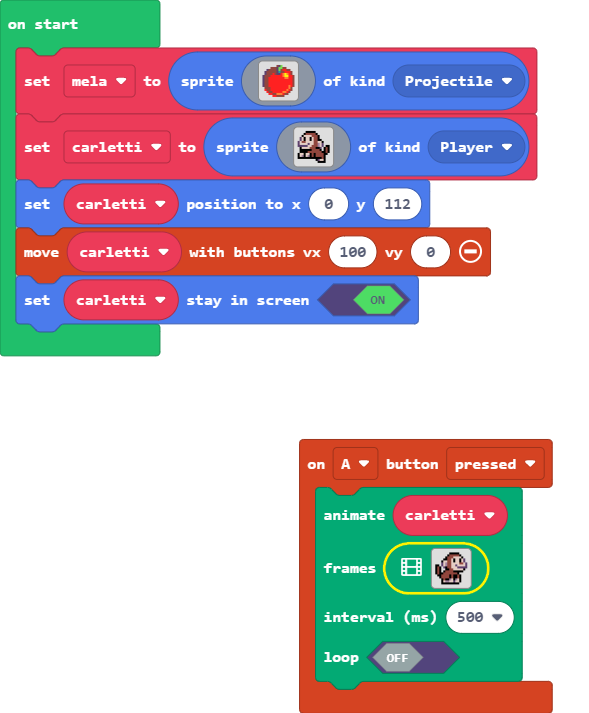 on start
set mela to sprite of kind Projectile
set carletti to sprite of kind Player
set carletti position to x 0 y 112
move carletti with buttons vx 100 vy 0
set carletti stay in screen ON
on A button pressed
animate carletti
frames
interval (ms) 500
loop OFF